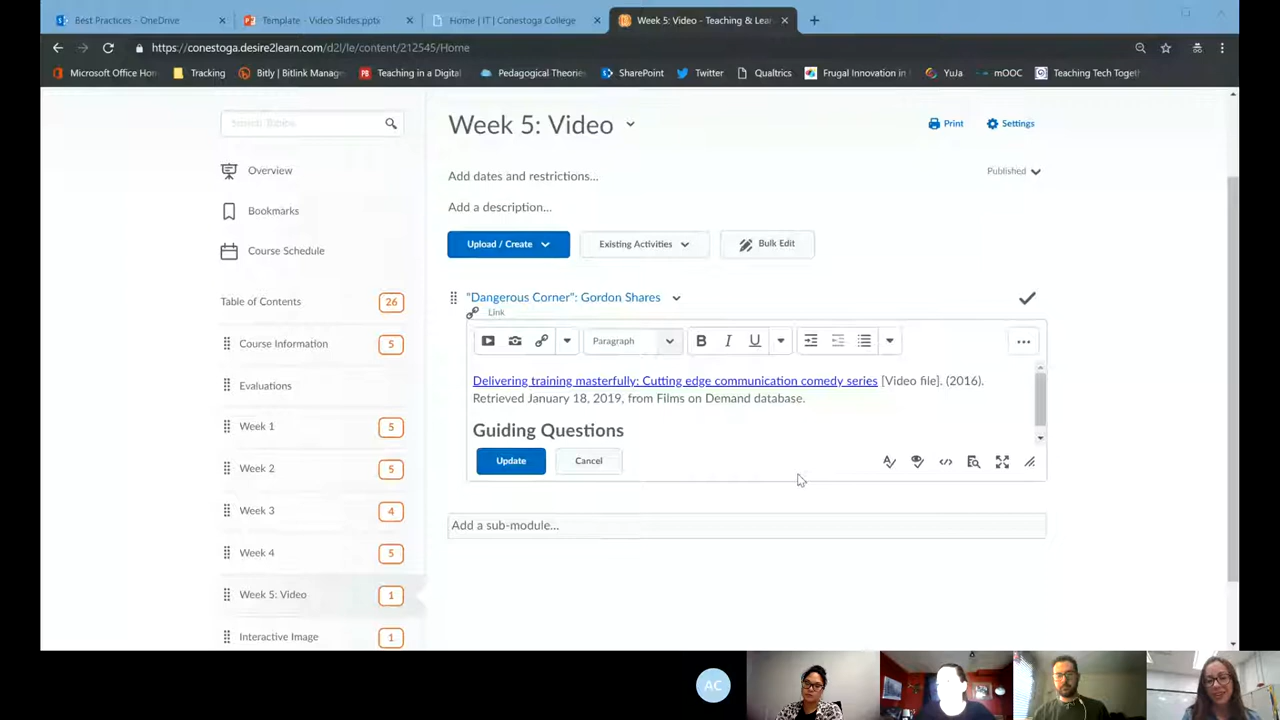 Best Practices - OneDrive
Template - Video Slides.pptx
Home | IT | Conestoga College
Week 5: Video - Teaching & Lear
https://conestoga.desire2learn.com/d2l/le/content/212545/Home
Microsoft Office Hom
Tracking
Bitly | Bitlink Manage
Teaching in a Digital
Pedagogical Theories
SharePoint
Twitter
Qualtrics
Frugal Innovation in
YuJa
mOOC
Teaching Tech Togeth
Search Topics
Overview
Bookmarks
Course Schedule
Table of Contents 26
Course Information 5
Evaluations
Week 1 5
Week 2 5
Week 3 4
Week 4 5
Week 5: Video 1
Interactive Image 1
Week 5: Video
Print
Settings
Add dates and restrictions...
Published
Add a description...
Upload / Create
Existing Activities
Bulk Edit
"Dangerous Corner": Gordon Shares
Link
Paragraph
B I U
Delivering training masterfully: Cutting edge communication comedy series [Video file]. (2016).
Retrieved January 18, 2019, from Films on Demand database.
Guiding Questions
Update
Cancel
Add a sub-module...
AC